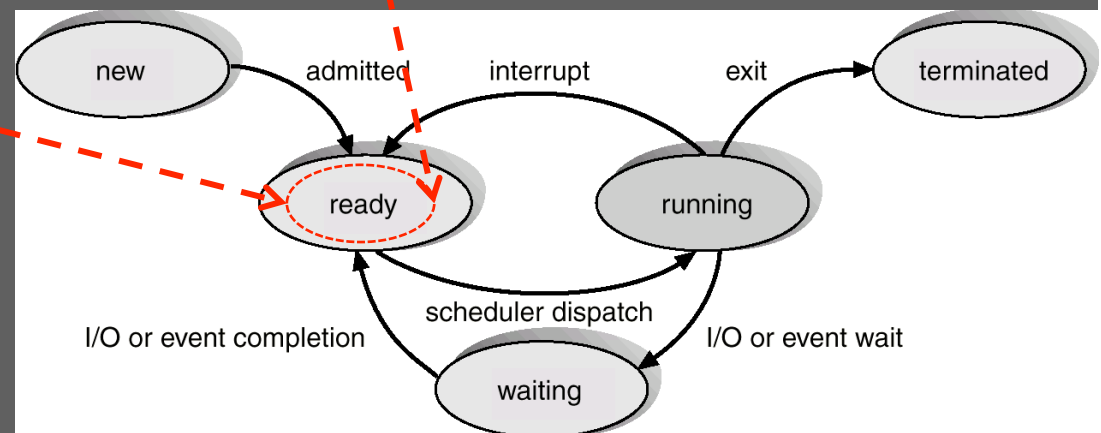 new
admitted
interrupt
exit
terminated
ready
running
scheduler dispatch
I/O or event completion
I/O or event wait
waiting